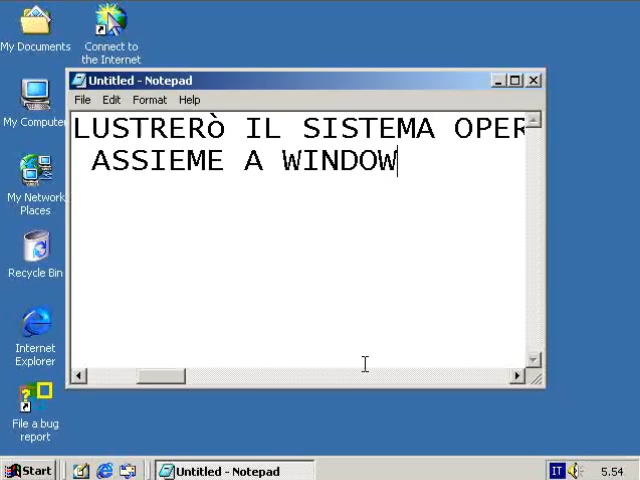 My Documents
Connect to
the Internet
Untitled - Notepad
File Edit Format Help
LUSTRERò IL SISTEMA OPER
ASSIEME A WINDOW
My Computer
My Network
Places
Recycle Bin
Internet
Explorer
File a bug
report
Start
Untitled - Notepad
IT
5.54